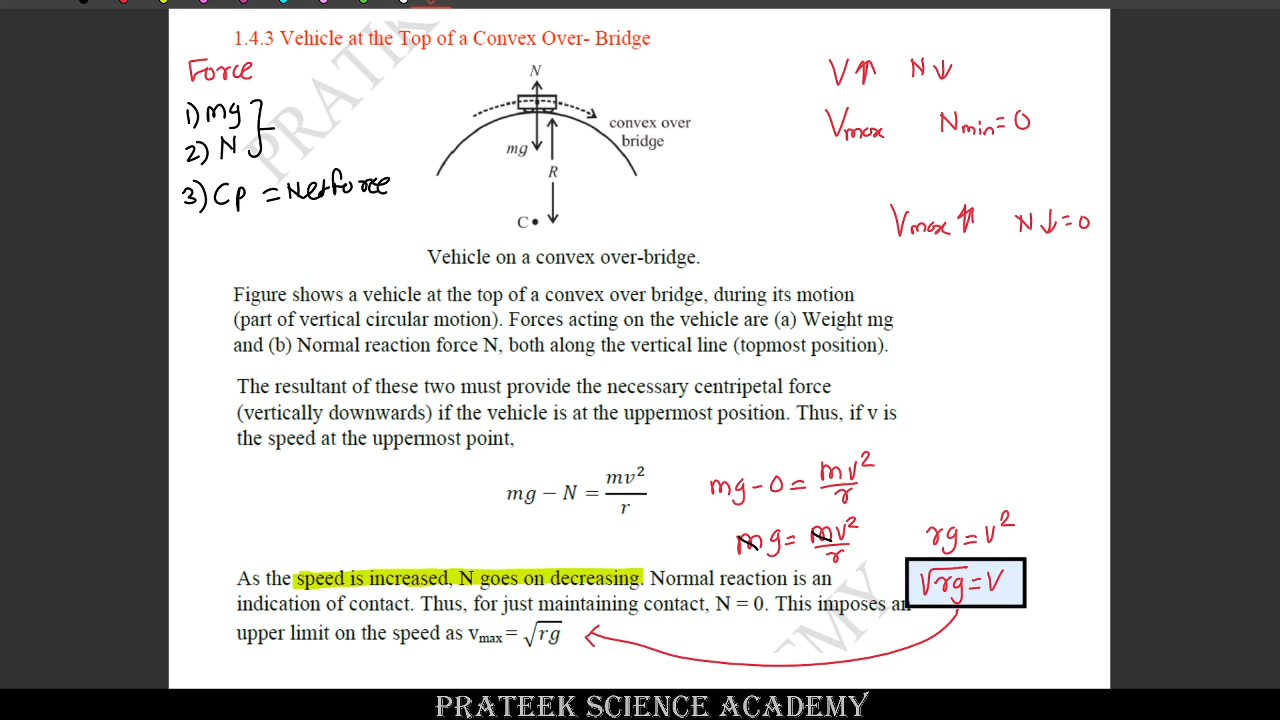 1.4.3 Vehicle at the Top of a Convex Over- Bridge
Force
1) mg
2) N
3) Cp = Net force
V↑ N↓
Vmax Nmin = 0
Vmax ↑ N↓ = 0
N
mg
R
C
convex over
bridge
Vehicle on a convex over-bridge.
Figure shows a vehicle at the top of a convex over bridge, during its motion
(part of vertical circular motion). Forces acting on the vehicle are (a) Weight mg
and (b) Normal reaction force N, both along the vertical line (topmost position).
The resultant of these two must provide the necessary centripetal force
(vertically downwards) if the vehicle is at the uppermost position. Thus, if v is
the speed at the uppermost point,
mg − N = mv²/r
mg − 0 = mv²/r
mg = mv²/r
rg = v²
√rg = V
As the speed is increased, N goes on decreasing. Normal reaction is an
indication of contact. Thus, for just maintaining contact, N = 0. This imposes an
upper limit on the speed as vmax = √rg
PRATEEK SCIENCE ACADEMY
PRATIK
EMY